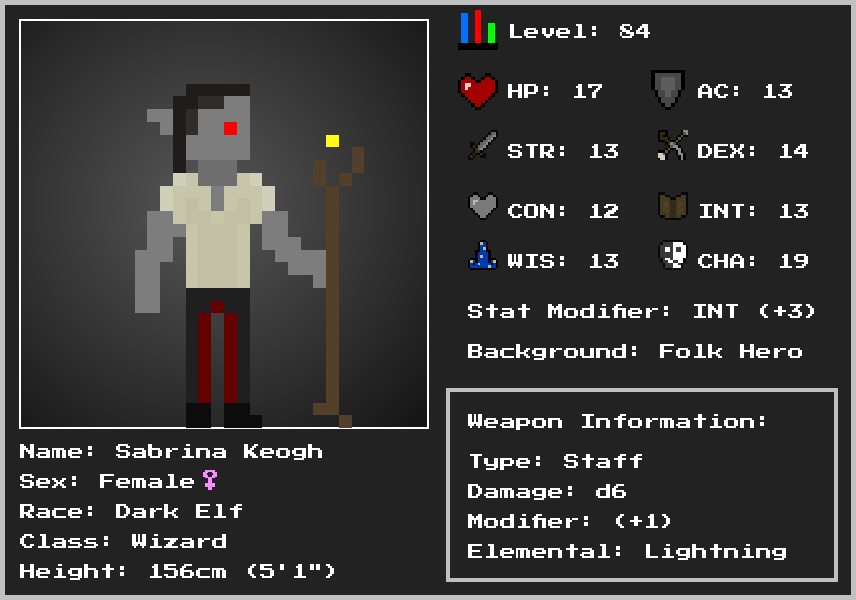 Level: 84
HP: 17
AC: 13
STR: 13
DEX: 14
CON: 12
INT: 13
WIS: 13
CHA: 19
Stat Modifier: INT (+3)
Background: Folk Hero
Weapon Information:
Type: Staff
Damage: d6
Modifier: (+1)
Elemental: Lightning
Name: Sabrina Keogh
Sex: Female♀
Race: Dark Elf
Class: Wizard
Height: 156cm (5'1")